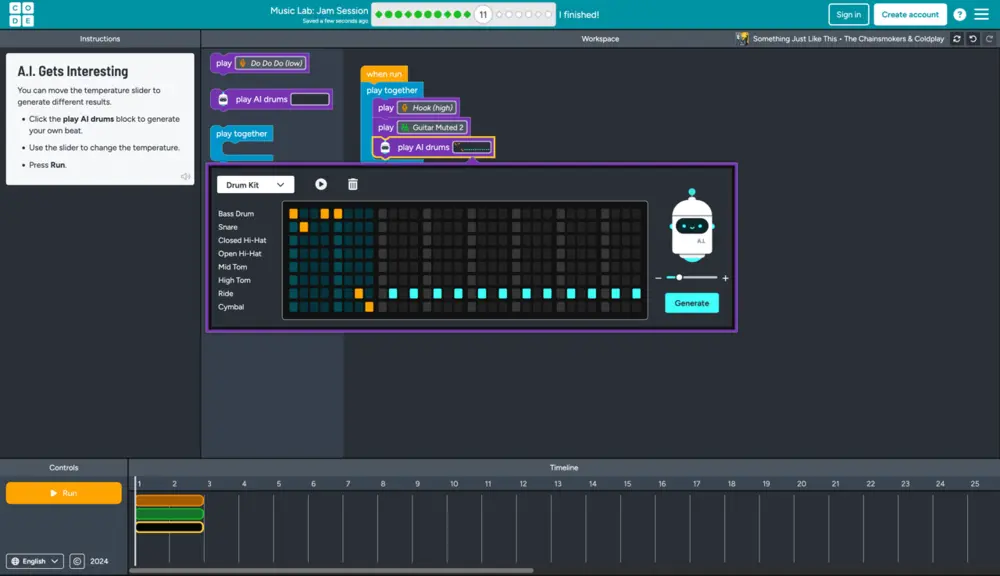 C O
D E
Music Lab: Jam Session
Saved a few seconds ago
11
I finished!
Sign in
Create account
?
Instructions
Workspace
Something Just Like This • The Chainsmokers & Coldplay
A.I. Gets Interesting
You can move the temperature slider to
generate different results.
• Click the play AI drums block to generate
your own beat.
• Use the slider to change the temperature.
• Press Run.
play Do Do Do (low)
play AI drums
play together
when run
play together
play Hook (high)
play Guitar Muted 2
play AI drums
Drum Kit
Bass Drum
Snare
Closed Hi-Hat
Open Hi-Hat
Mid Tom
High Tom
Ride
Cymbal
A.I.
− +
Generate
Controls
Timeline
Run
1 2 3 4 5 6 7 8 9 10 11 12 13 14 15 16 17 18 19 20 21 22 23 24 25
English
© 2024